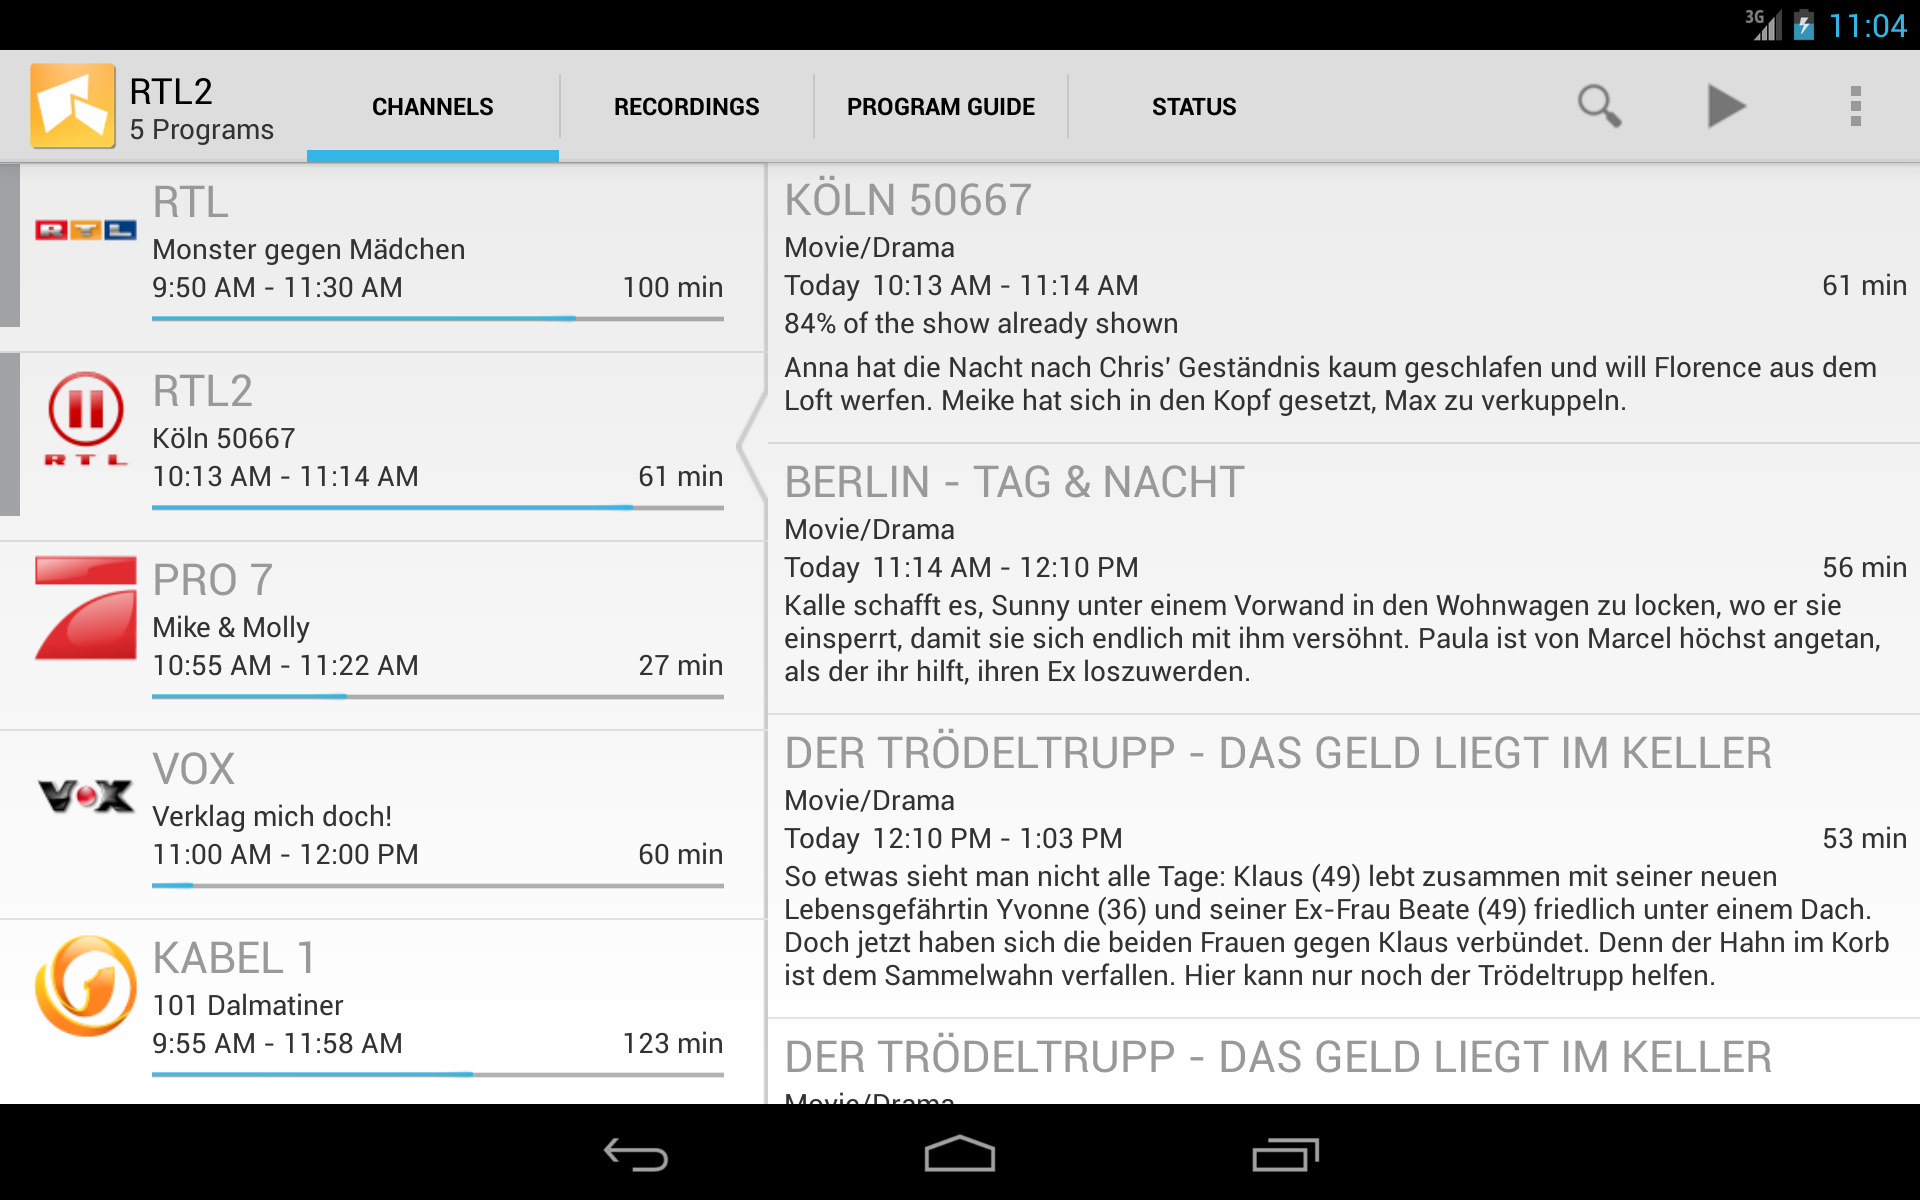 3G 11:04
RTL2
5 Programs
CHANNELS
RECORDINGS
PROGRAM GUIDE
STATUS
RTL
RTL
Monster gegen Mädchen
9:50 AM - 11:30 AM 100 min
RTL
RTL2
Köln 50667
10:13 AM - 11:14 AM 61 min
PRO 7
Mike & Molly
10:55 AM - 11:22 AM 27 min
VOX
VOX
Verklag mich doch!
11:00 AM - 12:00 PM 60 min
1
KABEL 1
101 Dalmatiner
9:55 AM - 11:58 AM 123 min
KÖLN 50667
Movie/Drama
Today 10:13 AM - 11:14 AM 61 min
84% of the show already shown
Anna hat die Nacht nach Chris' Geständnis kaum geschlafen und will Florence aus dem
Loft werfen. Meike hat sich in den Kopf gesetzt, Max zu verkuppeln.
BERLIN - TAG & NACHT
Movie/Drama
Today 11:14 AM - 12:10 PM 56 min
Kalle schafft es, Sunny unter einem Vorwand in den Wohnwagen zu locken, wo er sie
einsperrt, damit sie sich endlich mit ihm versöhnt. Paula ist von Marcel höchst angetan,
als der ihr hilft, ihren Ex loszuwerden.
DER TRÖDELTRUPP - DAS GELD LIEGT IM KELLER
Movie/Drama
Today 12:10 PM - 1:03 PM 53 min
So etwas sieht man nicht alle Tage: Klaus (49) lebt zusammen mit seiner neuen
Lebensgefährtin Yvonne (36) und seiner Ex-Frau Beate (49) friedlich unter einem Dach.
Doch jetzt haben sich die beiden Frauen gegen Klaus verbündet. Denn der Hahn im Korb
ist dem Sammelwahn verfallen. Hier kann nur noch der Trödeltrupp helfen.
DER TRÖDELTRUPP - DAS GELD LIEGT IM KELLER
Movie/Drama